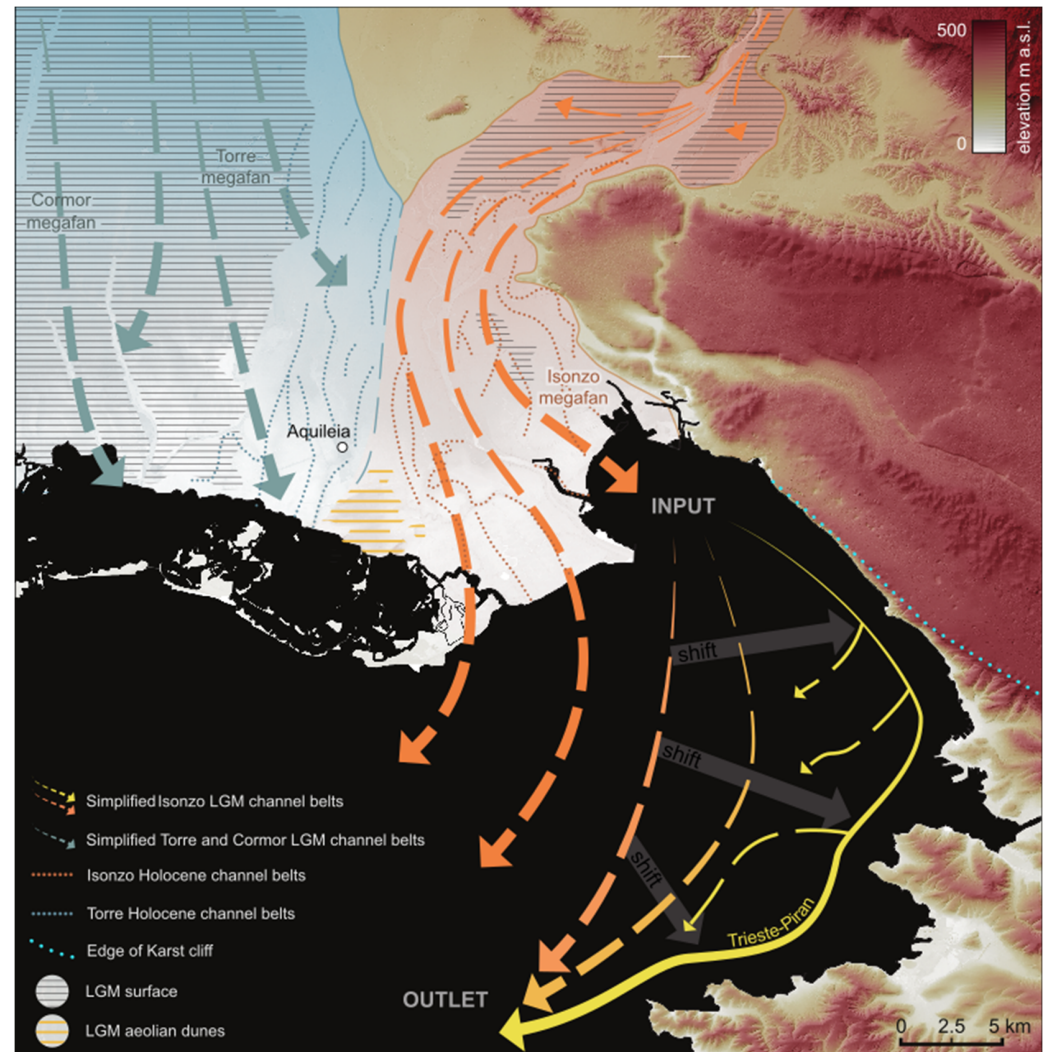 500
0
elevation m a.s.l.
Torre
megafan
Cormor
megafan
Isonzo
megafan
Aquileia
INPUT
shift
shift
shift
Trieste-Piran
OUTLET
Simplified Isonzo LGM channel belts
Simplified Torre and Cormor LGM channel belts
Isonzo Holocene channel belts
Torre Holocene channel belts
Edge of Karst cliff
LGM surface
LGM aeolian dunes
0 2.5 5 km